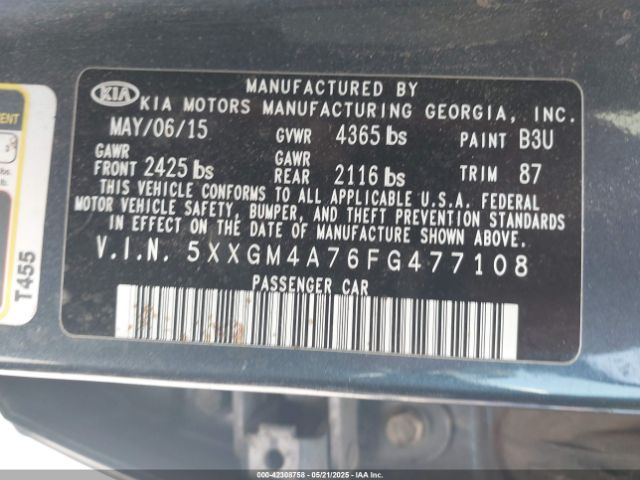 MANUFACTURED BY
KIA KIA MOTORS MANUFACTURING GEORGIA, INC.
MAY/06/15 GVWR 4365 lbs PAINT B3U
GAWR FRONT 2425 lbs GAWR REAR 2116 lbs TRIM 87
THIS VEHICLE CONFORMS TO ALL APPLICABLE U.S.A. FEDERAL
MOTOR VEHICLE SAFETY, BUMPER, AND THEFT PREVENTION STANDARDS
IN EFFECT ON THE DATE OF MANUFACTURE SHOWN ABOVE.
V.I.N. 5XXGM4A76FG477108
PASSENGER CAR
T455
000-42308758 - 05/21/2025 - IAAI.COM